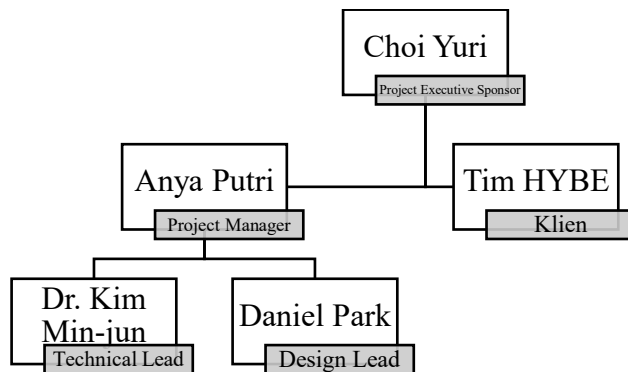 Choi Yuri
Project Executive Sponsor
Anya Putri
Project Manager
Tim HYBE
Klien
Dr. Kim
Min-jun
Technical Lead
Daniel Park
Design Lead